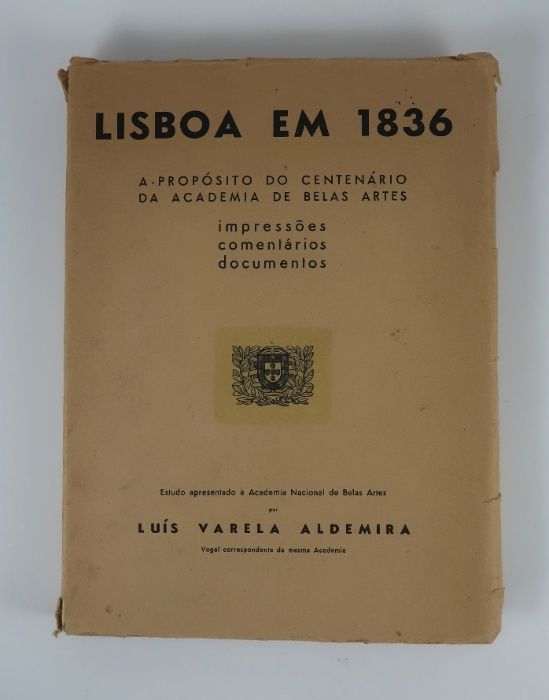 LISBOA EM 1836
A-PROPÓSITO DO CENTENÁRIO
DA ACADEMIA DE BELAS ARTES
impressões
comentários
documentos
Estudo apresentado à Academia Nacional de Belas Artes
por
LUÍS VARELA ALDEMIRA
Vogal correspondente da mesma Academia